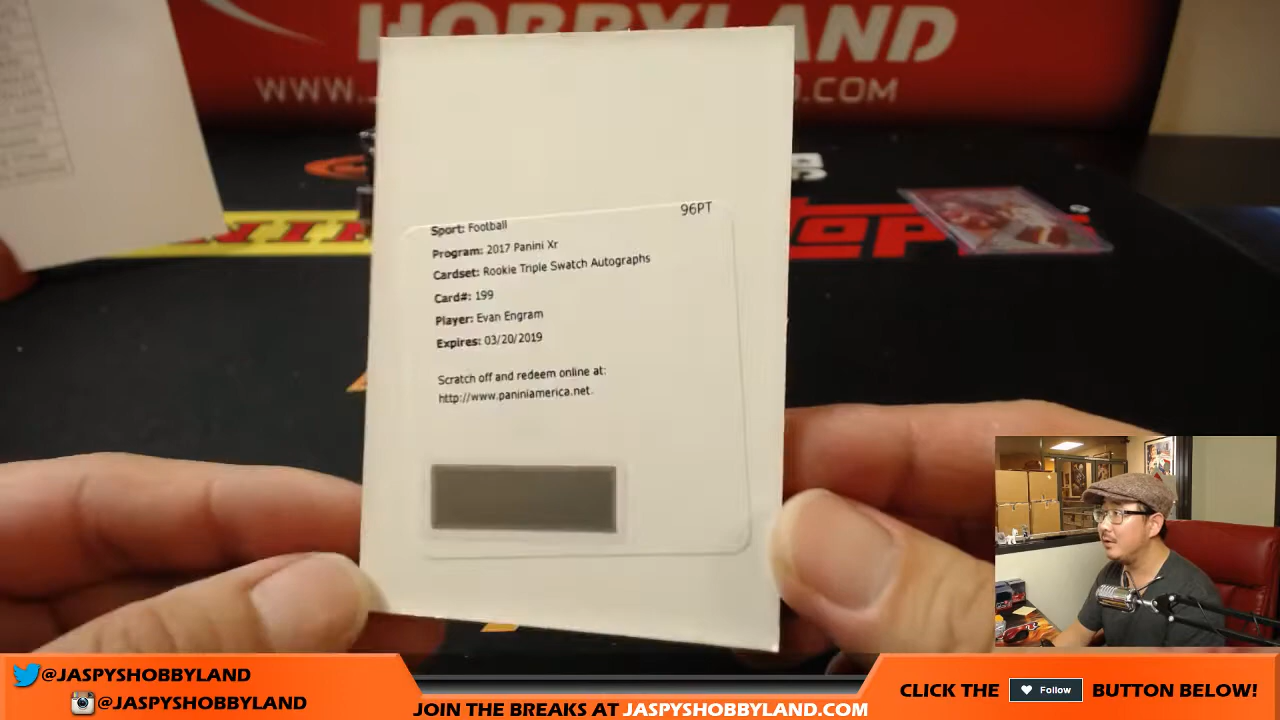 HOBBYLAND
WWW.
D.COM
96PT
Sport: Football
Program: 2017 Panini Xr
Cardset: Rookie Triple Swatch Autographs
Card#: 199
Player: Evan Engram
Expires: 03/20/2019
Scratch off and redeem online at:
http://www.paniniamerica.net.
@JASPYSHOBBYLAND
@JASPYSHOBBYLAND
JOIN THE BREAKS AT JASPYSHOBBYLAND.COM
CLICK THE Follow BUTTON BELOW!